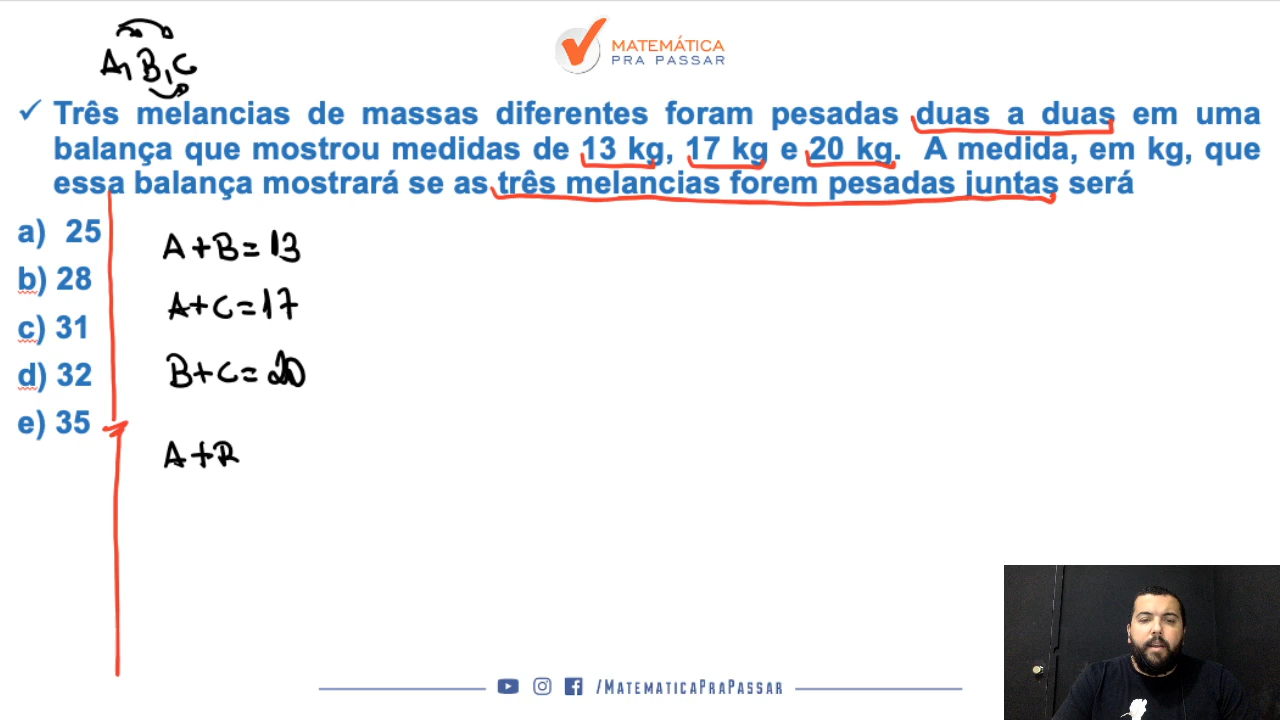 A, B, C
MATEMÁTICA
PRA PASSAR
✓ Três melancias de massas diferentes foram pesadas duas a duas em uma
balança que mostrou medidas de 13 kg, 17 kg e 20 kg. A medida, em kg, que
essa balança mostrará se as três melancias forem pesadas juntas será
a) 25
b) 28
c) 31
d) 32
e) 35
A+B=13
A+C=17
B+C=20
A+B
/MATEMATICAPRAPASSAR